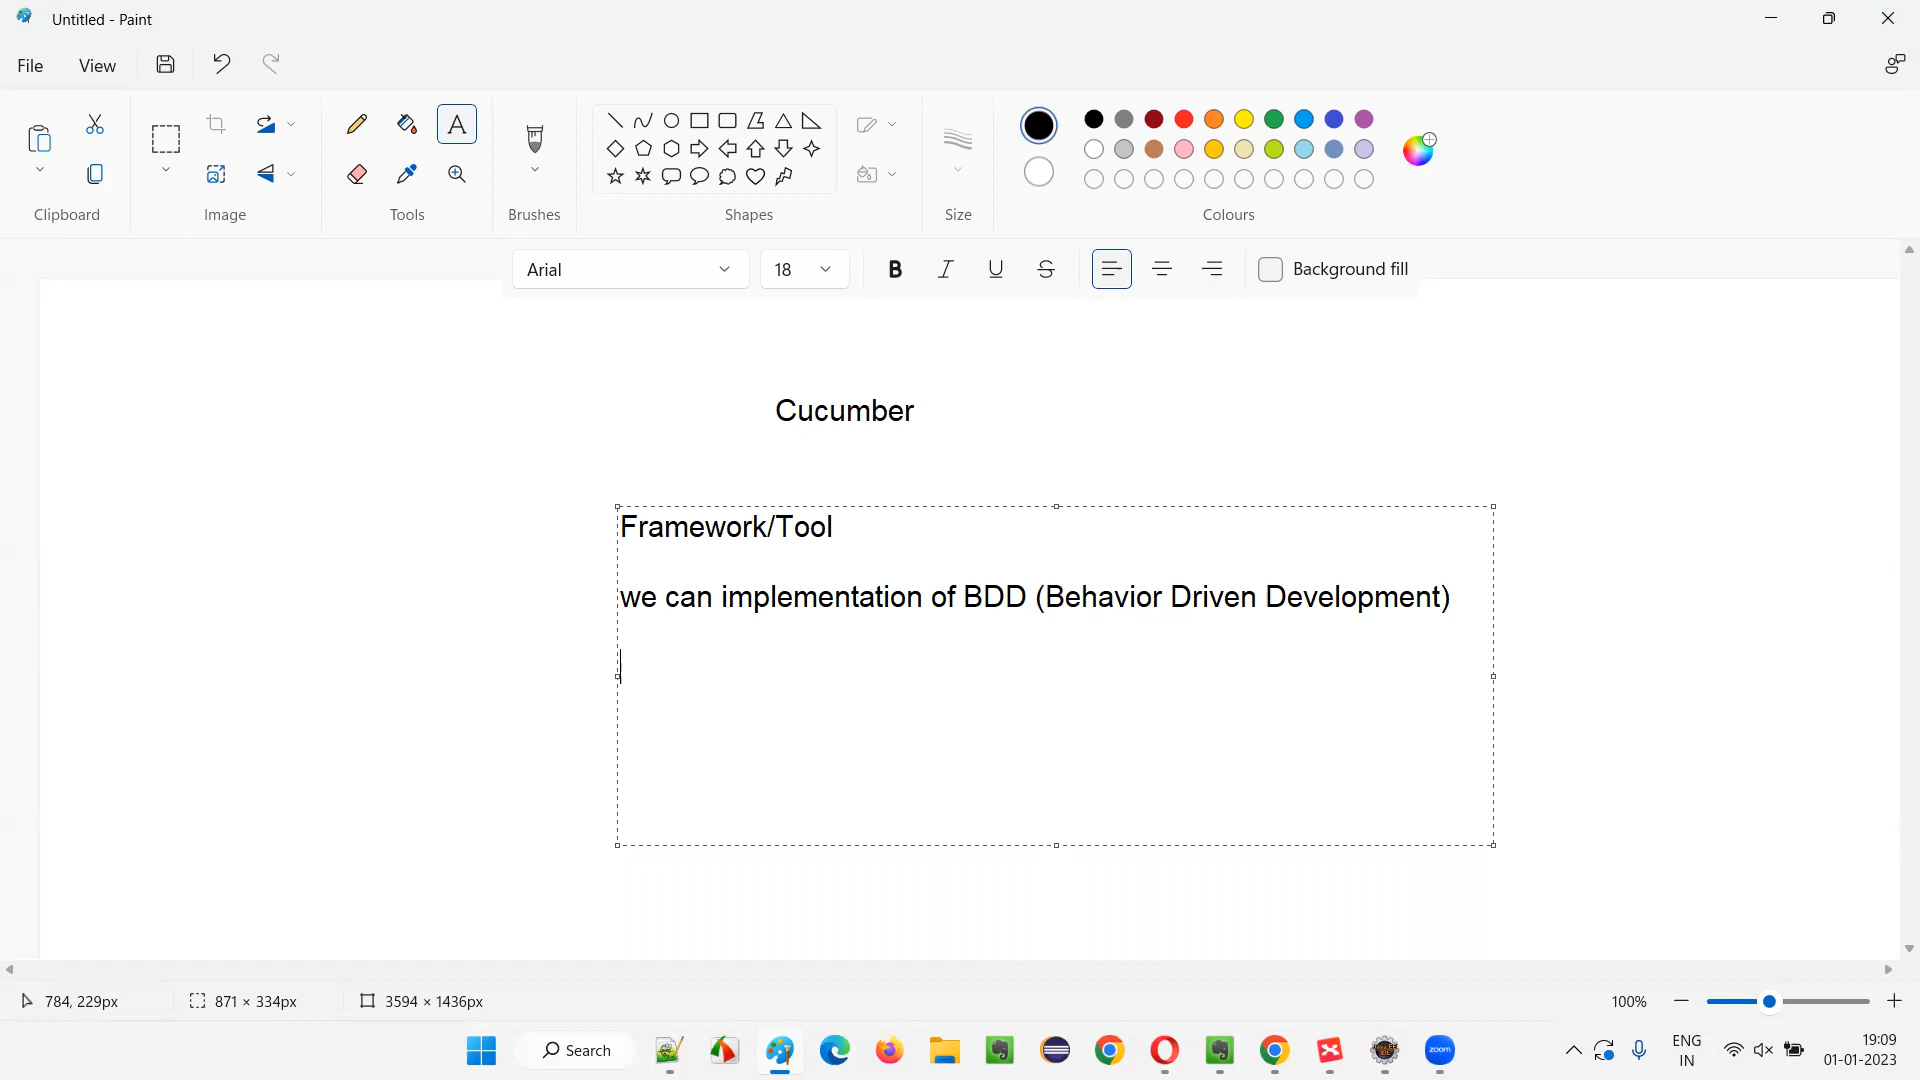 Untitled - Paint
File
View
Clipboard
Image
Tools
Brushes
Shapes
Size
Colours
Arial
18
B
I
U
S
Background fill
Cucumber
Framework/Tool
we can implementation of BDD (Behavior Driven Development)
784, 229px
871 × 334px
3594 × 1436px
100%
Search
zoom
ENG
IN
19:09
01-01-2023